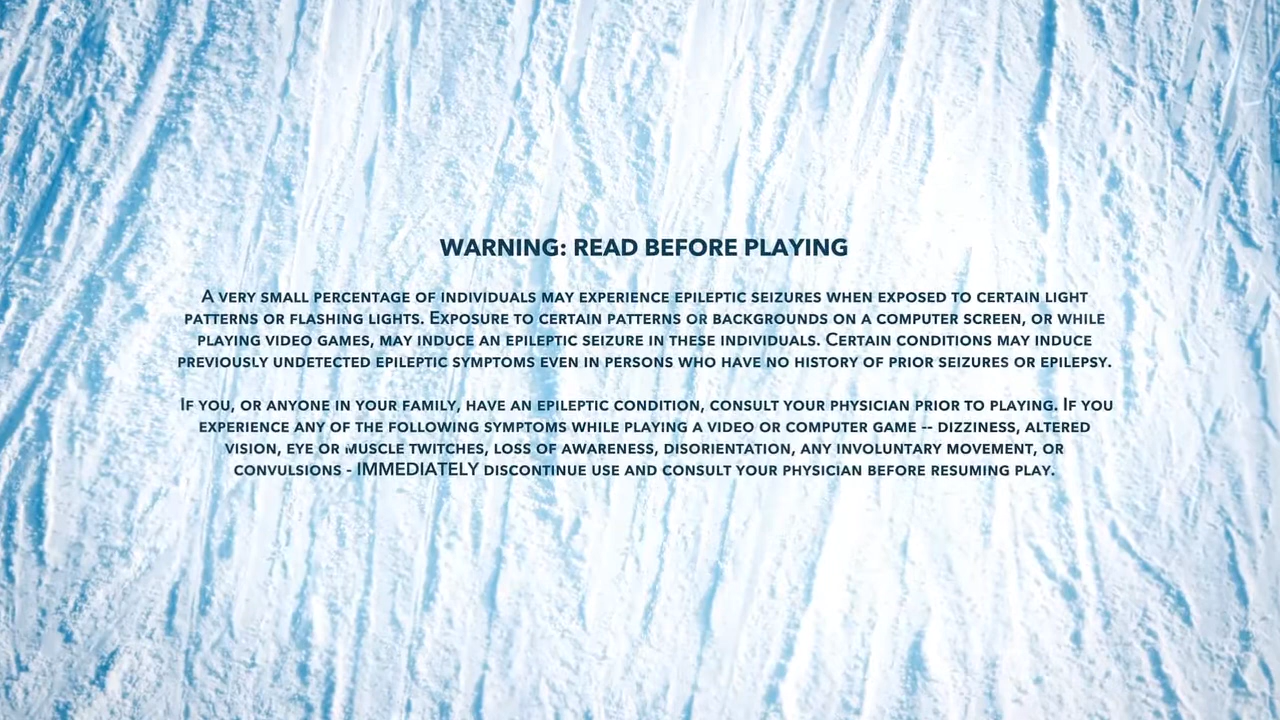 WARNING: READ BEFORE PLAYING
A VERY SMALL PERCENTAGE OF INDIVIDUALS MAY EXPERIENCE EPILEPTIC SEIZURES WHEN EXPOSED TO CERTAIN LIGHT
PATTERNS OR FLASHING LIGHTS. EXPOSURE TO CERTAIN PATTERNS OR BACKGROUNDS ON A COMPUTER SCREEN, OR WHILE
PLAYING VIDEO GAMES, MAY INDUCE AN EPILEPTIC SEIZURE IN THESE INDIVIDUALS. CERTAIN CONDITIONS MAY INDUCE
PREVIOUSLY UNDETECTED EPILEPTIC SYMPTOMS EVEN IN PERSONS WHO HAVE NO HISTORY OF PRIOR SEIZURES OR EPILEPSY.
IF YOU, OR ANYONE IN YOUR FAMILY, HAVE AN EPILEPTIC CONDITION, CONSULT YOUR PHYSICIAN PRIOR TO PLAYING. IF YOU
EXPERIENCE ANY OF THE FOLLOWING SYMPTOMS WHILE PLAYING A VIDEO OR COMPUTER GAME -- DIZZINESS, ALTERED
VISION, EYE OR MUSCLE TWITCHES, LOSS OF AWARENESS, DISORIENTATION, ANY INVOLUNTARY MOVEMENT, OR
CONVULSIONS - IMMEDIATELY DISCONTINUE USE AND CONSULT YOUR PHYSICIAN BEFORE RESUMING PLAY.